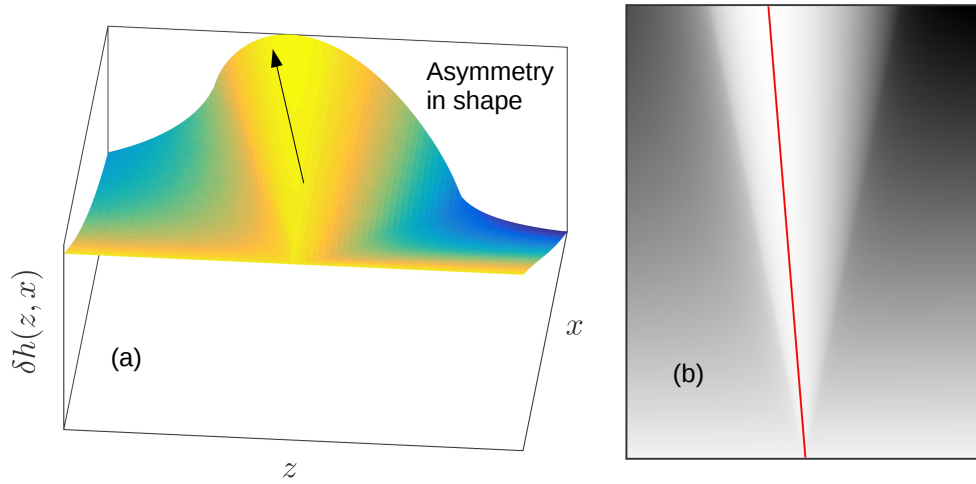 Asymmetry
in shape
δh(z, x)
(a)
x
z
(b)